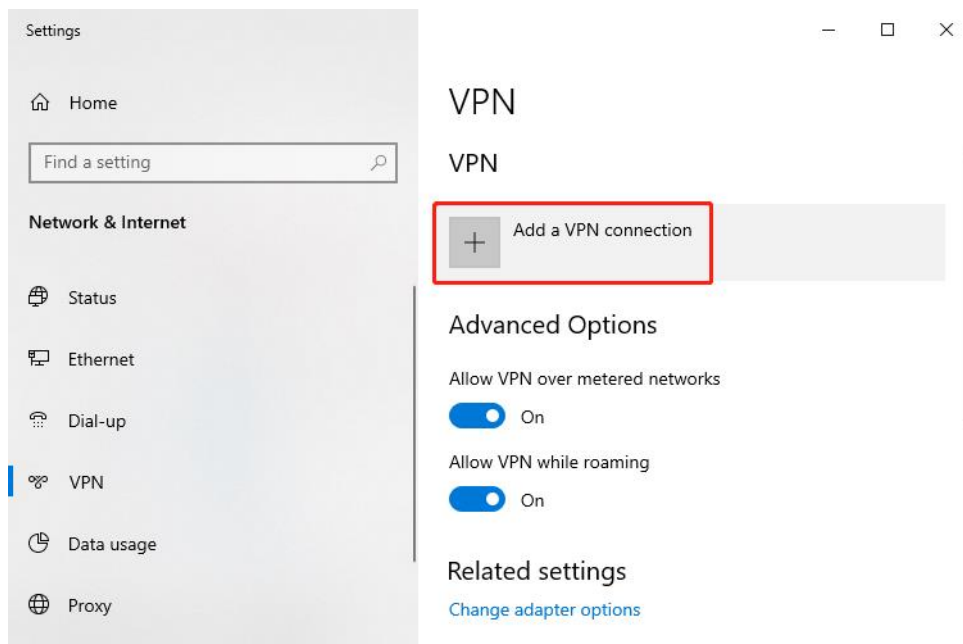 Settings
Home
Find a setting
Network & Internet
Status
Ethernet
Dial-up
VPN
Data usage
Proxy
VPN
VPN
Add a VPN connection
Advanced Options
Allow VPN over metered networks
On
Allow VPN while roaming
On
Related settings
Change adapter options